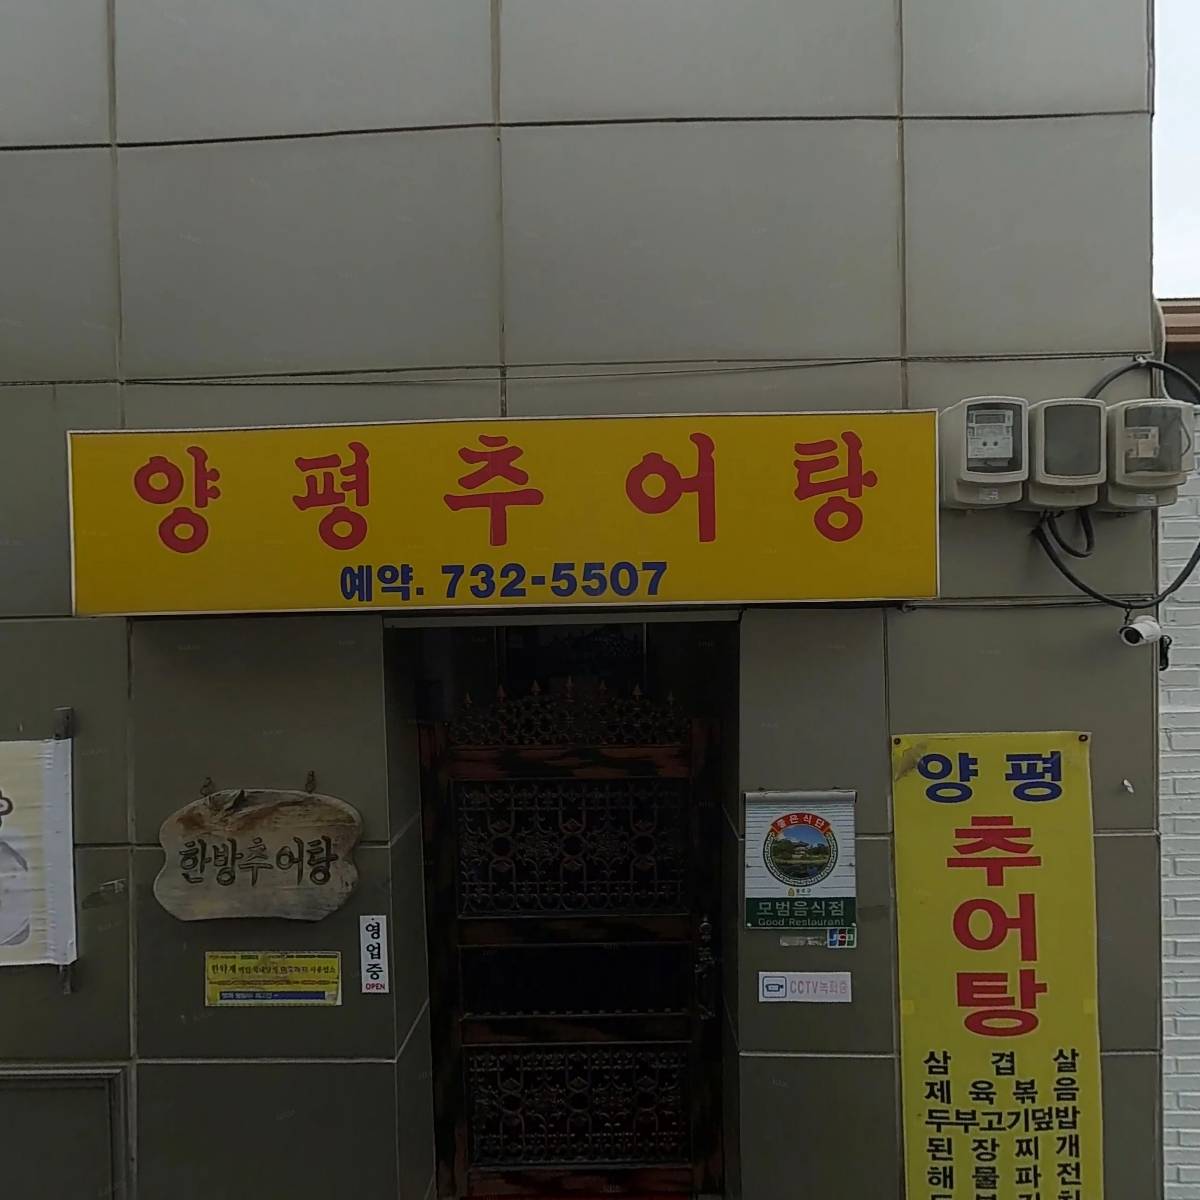 양평추어탕
예약. 732-5507
한방추어탕
영업중
OPEN
좋은식단
모범음식점
Good Restaurant
JCB
CCTV녹화중
양평
추어탕
삼겹살
제육볶음
두부고기덮밥
된장찌개
해물파전